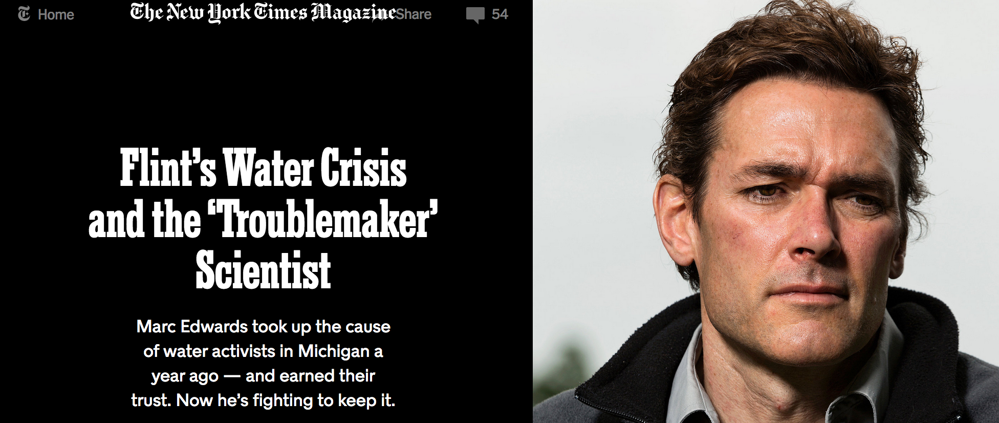 Home
The New York Times Magazine
Share
54
Flint’s Water Crisis
and the ‘Troublemaker’
Scientist
Marc Edwards took up the cause
of water activists in Michigan a
year ago — and earned their
trust. Now he’s fighting to keep it.